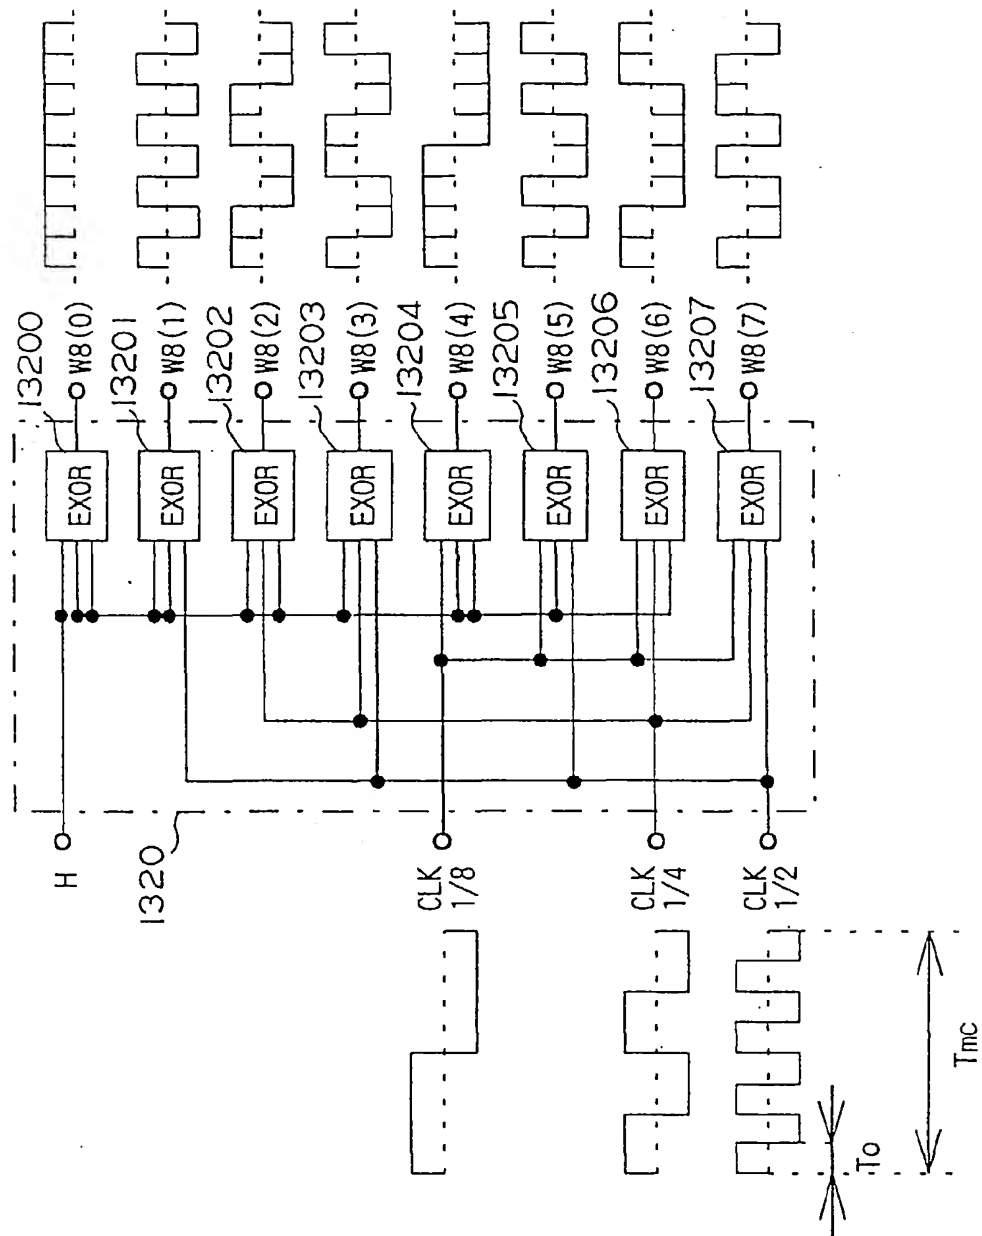 13200
13201
13202
13203
13204
13205
13206
13207
W8(0)
W8(1)
W8(2)
W8(3)
W8(4)
W8(5)
W8(6)
W8(7)
EXOR
EXOR
EXOR
EXOR
EXOR
EXOR
EXOR
EXOR
H
1320
CLK
1/8
CLK
1/4
CLK
1/2
To
Tmc